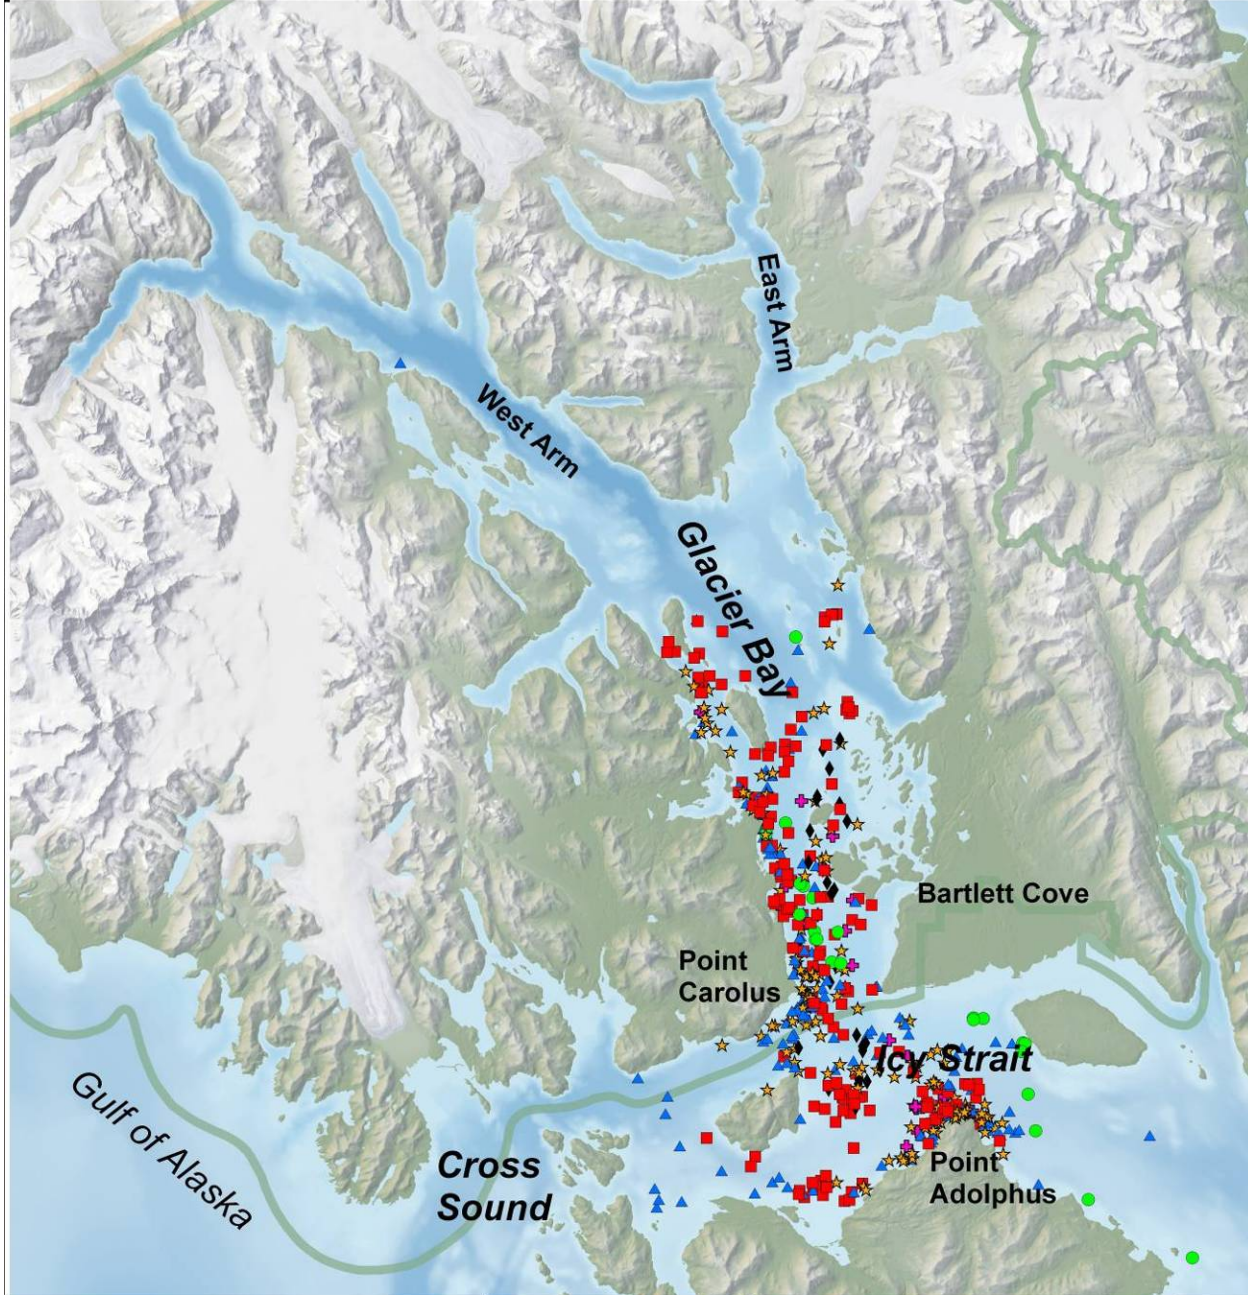 East Arm
West Arm
Glacier Bay
Bartlett Cove
Point
Carolus
Icy Strait
Gulf of Alaska
Cross
Sound
Point
Adolphus